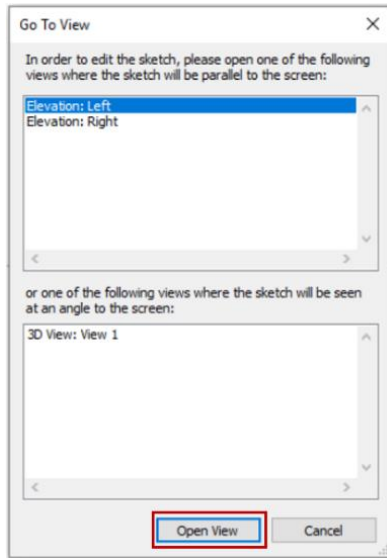 Go To View
In order to edit the sketch, please open one of the following
views where the sketch will be parallel to the screen:
Elevation: Left
Elevation: Right
or one of the following views where the sketch will be seen
at an angle to the screen:
3D View: View 1
Open View
Cancel